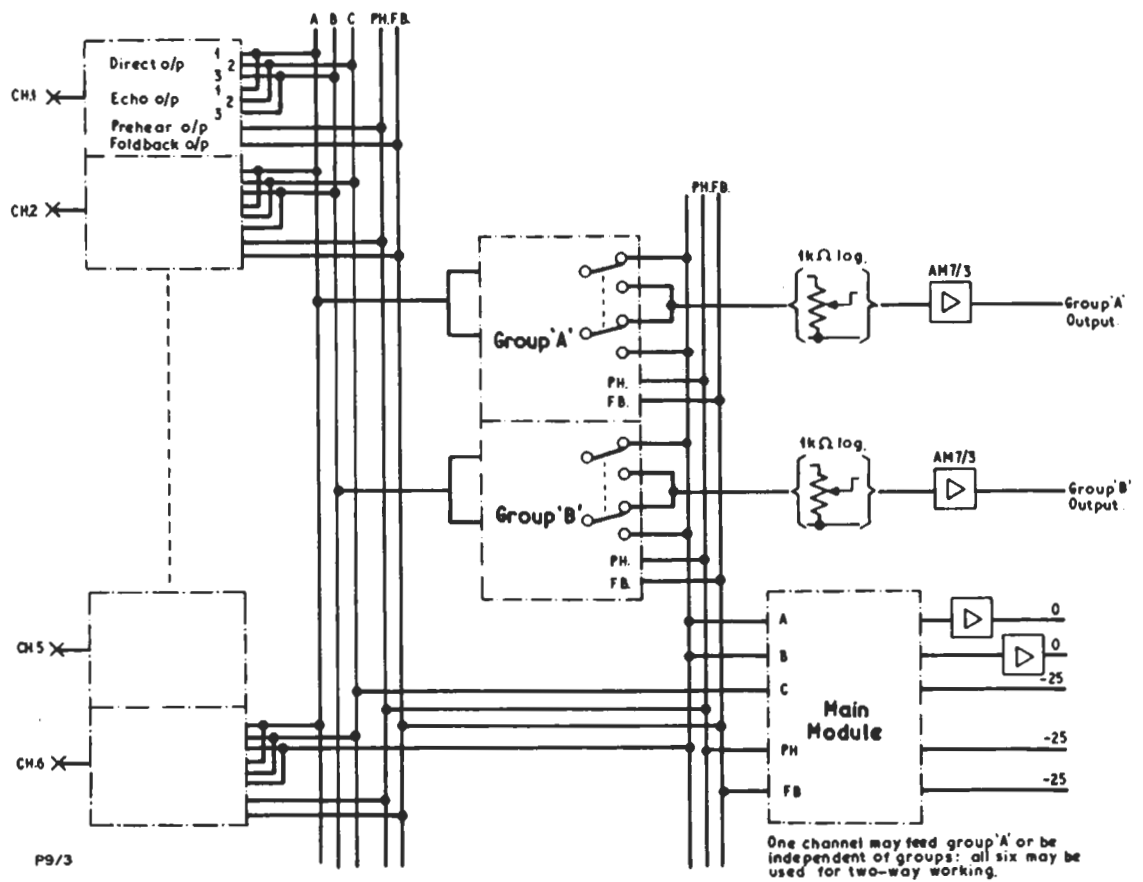 A B C PH.FB.
Direct o/p 1 2 3
CH.1
Echo o/p 1 2 3
Prehear o/p
Foldback o/p
CH.2
PH.FB.
1kΩ log.
AM7/3
Group 'A' Output
Group 'A'
PH.
FB.
1kΩ log.
AM7/3
Group 'B' Output.
Group 'B'
PH.
FB.
CH.5
A
0
B
0
C
-25
Main
Module
PH
-25
FB
-25
CH.6
One channel may feed group 'A' or be
independent of groups: all six may be
used for two-way working.
P9/3